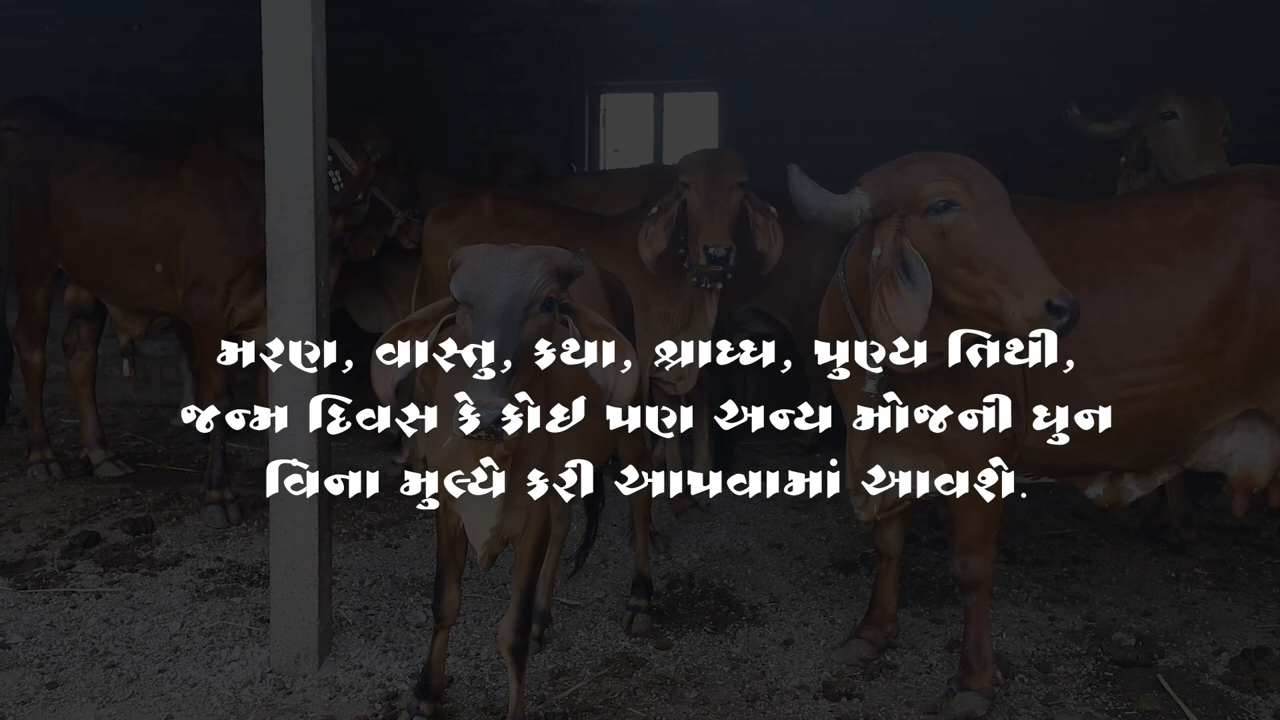 મરણ, વાસ્તુ, કથા, શ્રાધ્ધ, પુણ્ય તિથી,
જન્મ દિવસ કે કોઈ પણ અન્ય મોજની ધુન
વિના મુલ્યે કરી આપવામાં આવશે.